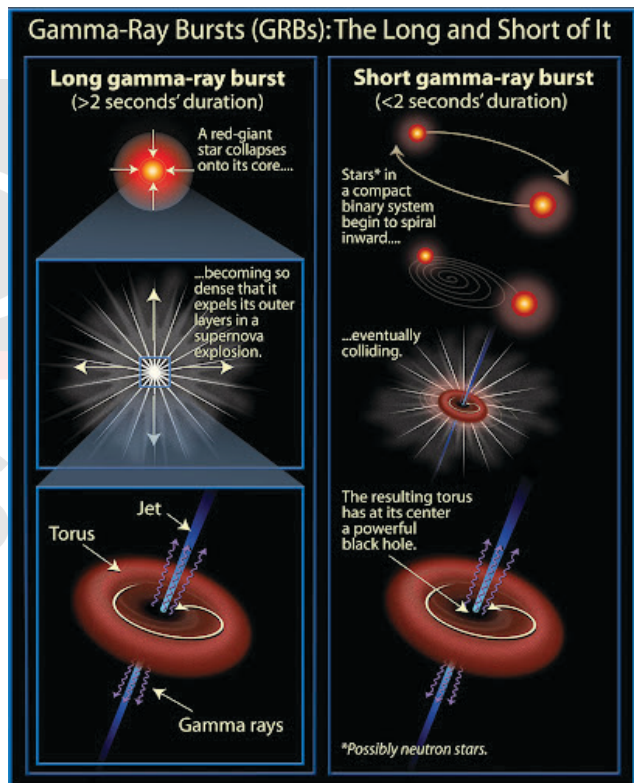 Gamma-Ray Bursts (GRBs): The Long and Short of It
Long gamma-ray burst
(>2 seconds' duration)
A red-giant
star collapses
onto its core....
...becoming so
dense that it
expels its outer
layers in a
supernova
explosion.
Jet
Torus
Gamma rays
Short gamma-ray burst
(<2 seconds' duration)
Stars* in
a compact
binary system
begin to spiral
inward....
...eventually
colliding.
The resulting torus
has at its center
a powerful
black hole.
*Possibly neutron stars.